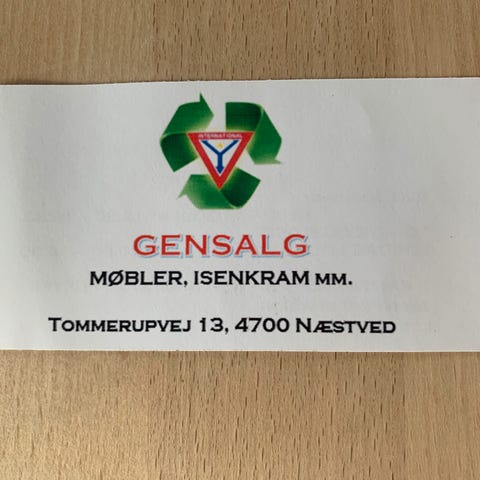 INTERNATIONAL
Y
GENSALG
MØBLER, ISENKRAM MM.
TOMMERUPVEJ 13, 4700 NÆSTVED